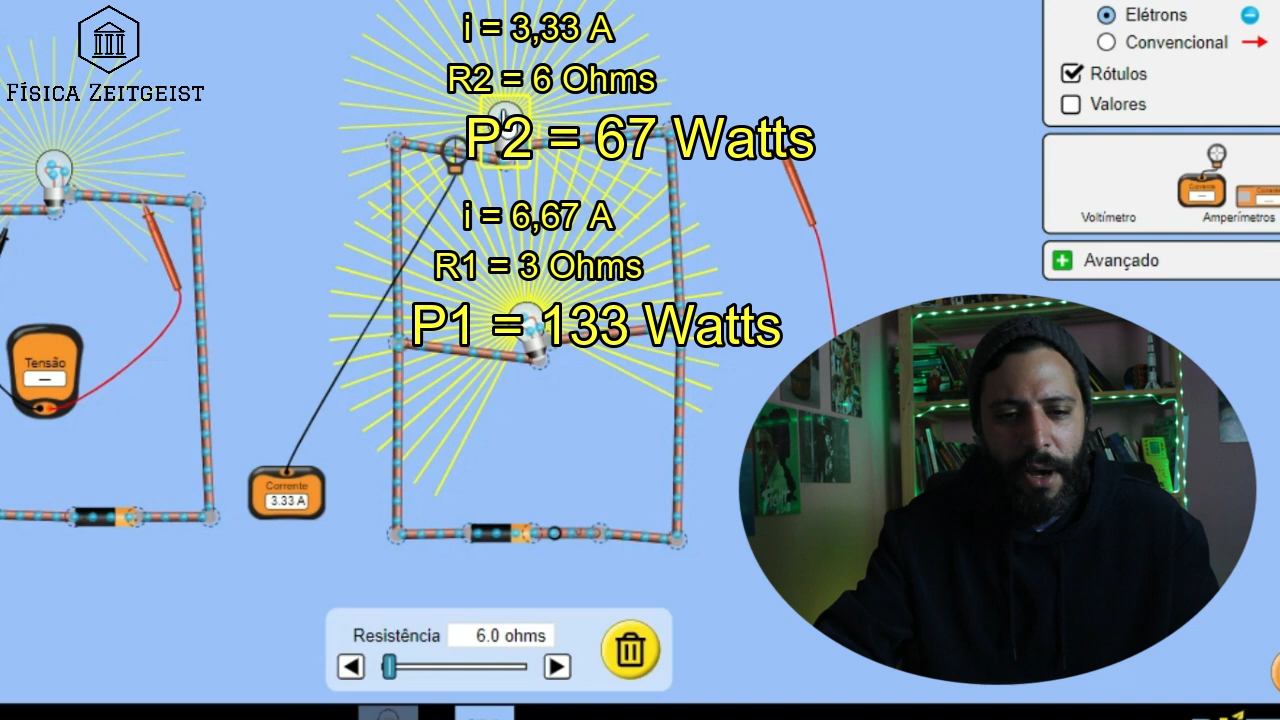 FÍSICA ZEITGEIST
i = 3,33 A
R2 = 6 Ohms
P2 = 67 Watts
i = 6,67 A
R1 = 3 Ohms
P1 = 133 Watts
Elétrons
Convencional
Rótulos
Valores
Corrente
Voltímetro
Amperímetros
Avançado
Tensão
—
Corrente
3.33 A
Resistência
6.0 ohms